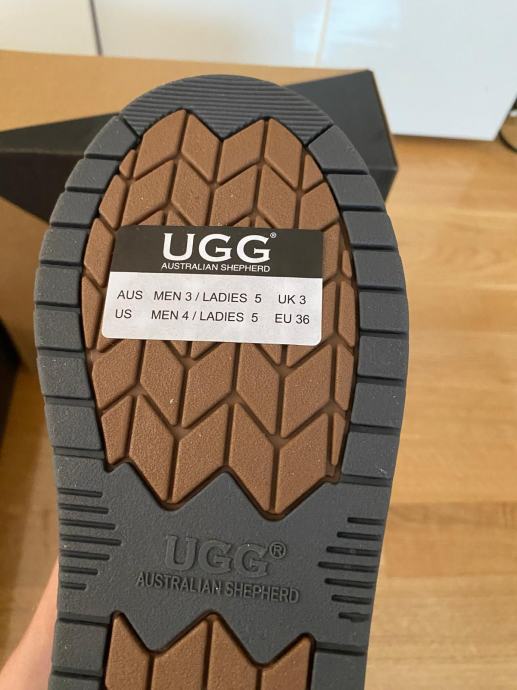 UGG®
AUSTRALIAN SHEPHERD
AUS MEN 3 / LADIES 5 UK 3
US MEN 4 / LADIES 5 EU 36
UGG®
AUSTRALIAN SHEPHERD